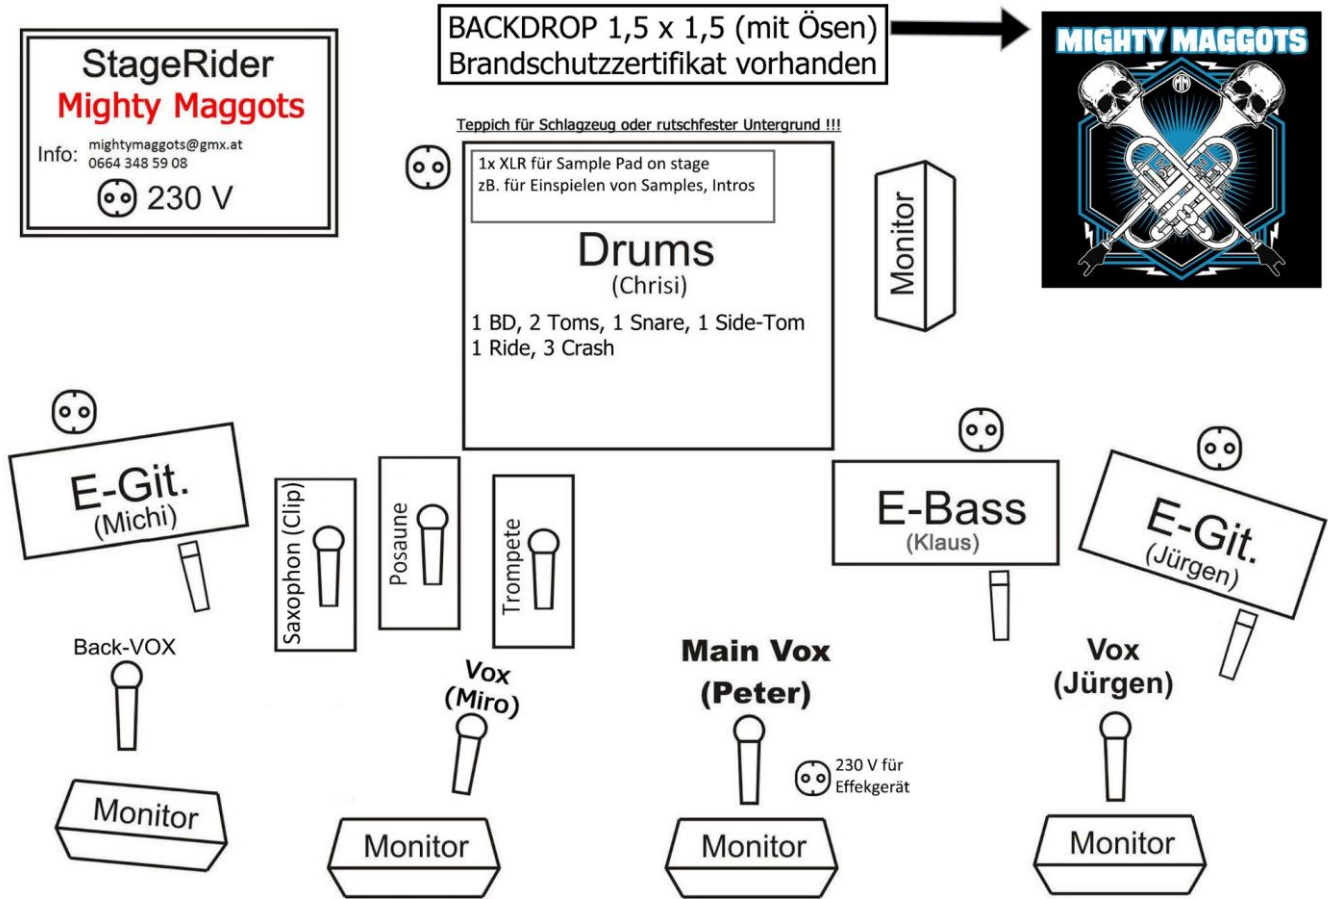 StageRider
Mighty Maggots
Info: mightymaggots@gmx.at
0664 348 59 08
230 V
BACKDROP 1,5 x 1,5 (mit Ösen)
Brandschutzzertifikat vorhanden
MIGHTY MAGGOTS
MM
Teppich für Schlagzeug oder rutschfester Untergrund !!!
1x XLR für Sample Pad on stage
zB. für Einspielen von Samples, Intros
Drums
(Chrisi)
1 BD, 2 Toms, 1 Snare, 1 Side-Tom
1 Ride, 3 Crash
Monitor
E-Git.
(Michi)
Saxophon (Clip)
Posaune
Trompete
E-Bass
(Klaus)
E-Git.
(Jürgen)
Back-VOX
Vox
(Miro)
Main Vox
(Peter)
Vox
(Jürgen)
230 V für
Effekgerät
Monitor
Monitor
Monitor
Monitor